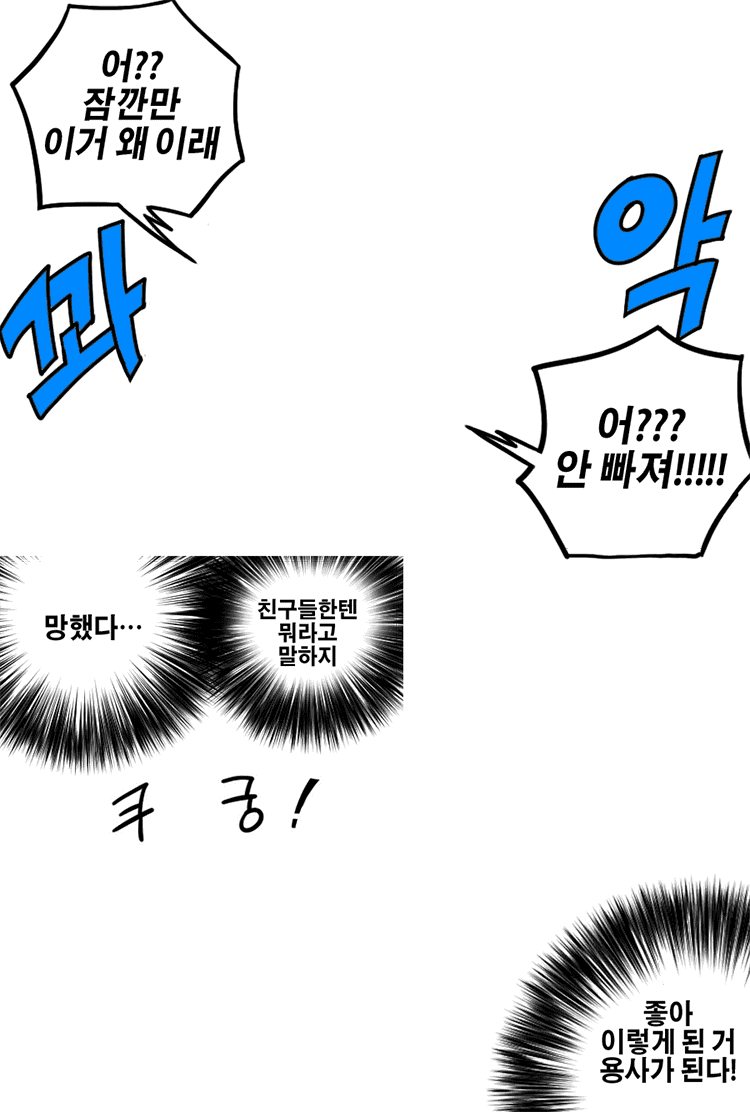 어??
잠깐만
이거 왜 이래
꽈
악
어???
안 빠져!!!!!
망했다...
친구들한텐
뭐라고
말하지
쿠 궁!
좋아
이렇게 된 거
용사가 된다!